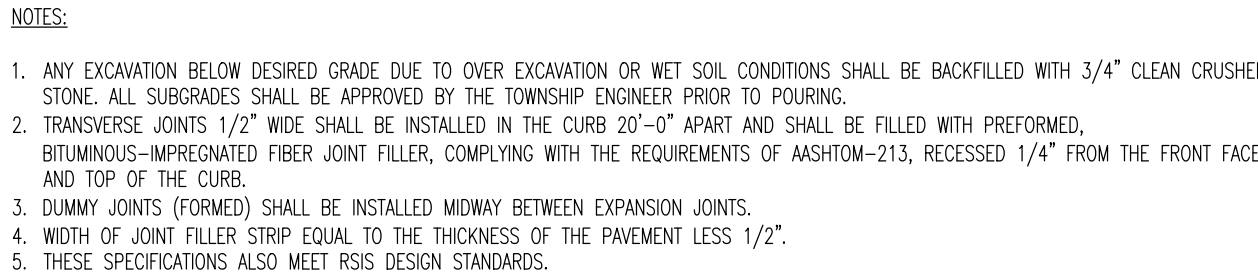 NOTES:
1. ANY EXCAVATION BELOW DESIRED GRADE DUE TO OVER EXCAVATION OR WET SOIL CONDITIONS SHALL BE BACKFILLED WITH 3/4" CLEAN CRUSHE
STONE. ALL SUBGRADES SHALL BE APPROVED BY THE TOWNSHIP ENGINEER PRIOR TO POURING.
2. TRANSVERSE JOINTS 1/2" WIDE SHALL BE INSTALLED IN THE CURB 20'-0" APART AND SHALL BE FILLED WITH PREFORMED,
BITUMINOUS-IMPREGNATED FIBER JOINT FILLER, COMPLYING WITH THE REQUIREMENTS OF AASHTOM-213, RECESSED 1/4" FROM THE FRONT FACE
AND TOP OF THE CURB.
3. DUMMY JOINTS (FORMED) SHALL BE INSTALLED MIDWAY BETWEEN EXPANSION JOINTS.
4. WIDTH OF JOINT FILLER STRIP EQUAL TO THE THICKNESS OF THE PAVEMENT LESS 1/2".
5. THESE SPECIFICATIONS ALSO MEET RSIS DESIGN STANDARDS.